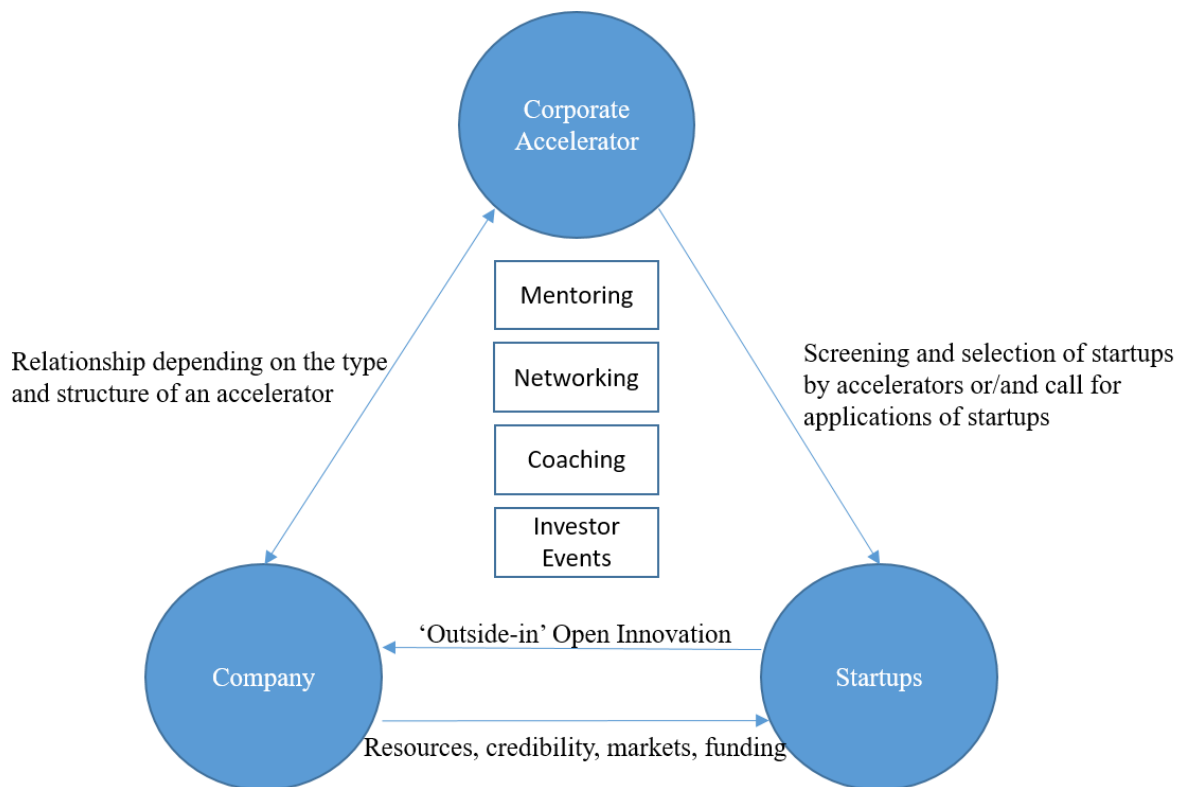 Corporate
Accelerator
Mentoring
Relationship depending on the type
and structure of an accelerator
Networking
Screening and selection of startups
by accelerators or/and call for
applications of startups
Coaching
Investor
Events
‘Outside-in’ Open Innovation
Company
Startups
Resources, credibility, markets, funding